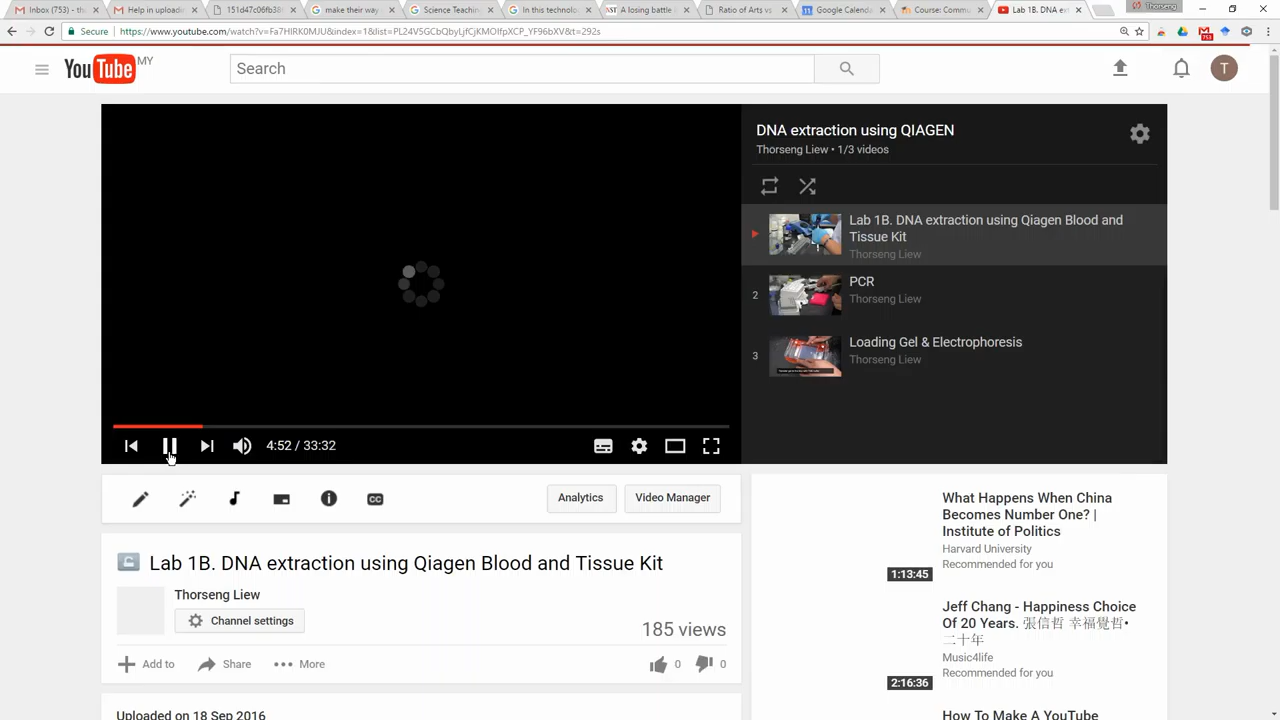 Inbox (753) - th
Help in uploadin
151d47c06fb38
make their way
Science Teachin
In this technolo
A losing battle
Ratio of Arts vs
Google Calenda
Course: Commu
Lab 1B. DNA ex
Thorseng
Secure
https://www.youtube.com/watch?v=Fa7HIRK0MJU&index=1&list=PL24V5GCbQbyLjfCjKMOIfpXCP_YF96bXV&t=292s
YouTube MY
Search
T
DNA extraction using QIAGEN
Thorseng Liew • 1/3 videos
Lab 1B. DNA extraction using Qiagen Blood and
Tissue Kit
Thorseng Liew
2
PCR
Thorseng Liew
3
Loading Gel & Electrophoresis
Thorseng Liew
4:52 / 33:32
CC
Analytics
Video Manager
Lab 1B. DNA extraction using Qiagen Blood and Tissue Kit
Thorseng Liew
Channel settings
185 views
Add to
Share
More
0
0
Uploaded on 18 Sep 2016
What Happens When China
Becomes Number One? |
Institute of Politics
Harvard University
Recommended for you
1:13:45
Jeff Chang - Happiness Choice
Of 20 Years. 張信哲 幸福覺哲•
二十年
Music4life
Recommended for you
2:16:36
How To Make A YouTube